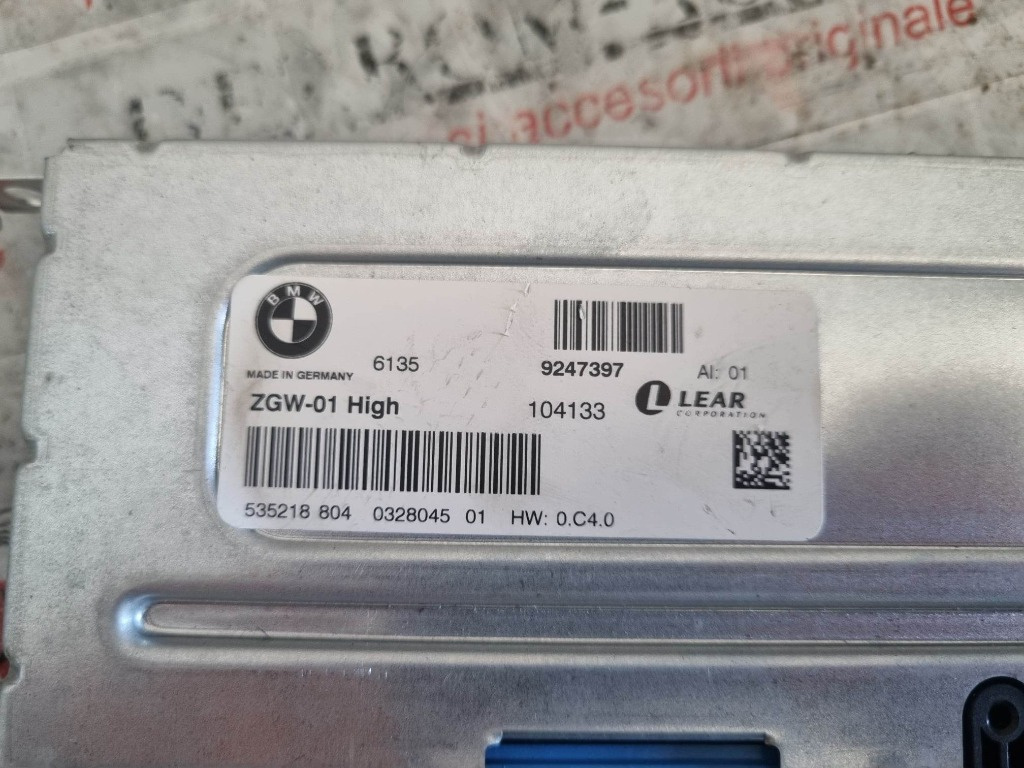 accesorii originale
BMW
MADE IN GERMANY 6135 9247397 AI: 01
ZGW-01 High 104133 LEAR
CORPORATION
535218 804 0328045 01 HW: 0.C4.0